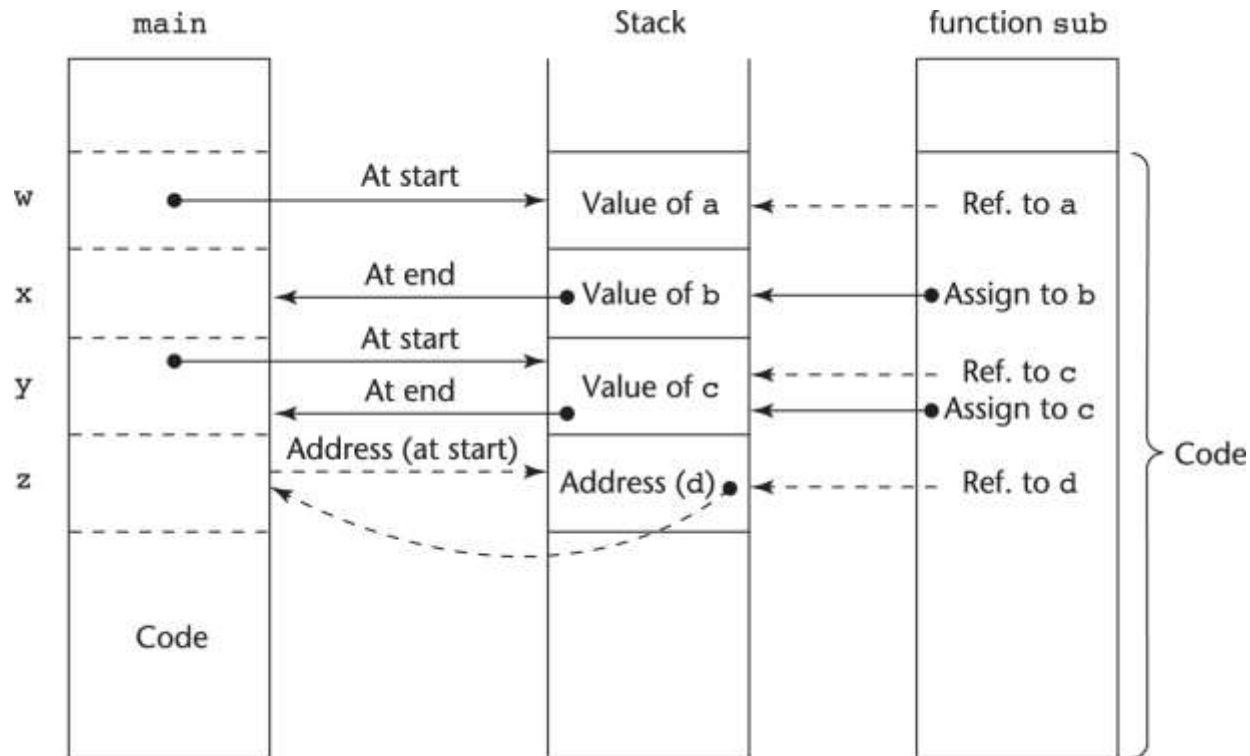 main
Stack
function sub
w
At start
Value of a
Ref. to a
x
At end
Value of b
Assign to b
At start
y
Value of c
Ref. to c
At end
Assign to c
Address (at start)
z
Address (d)
Ref. to d
Code
Code